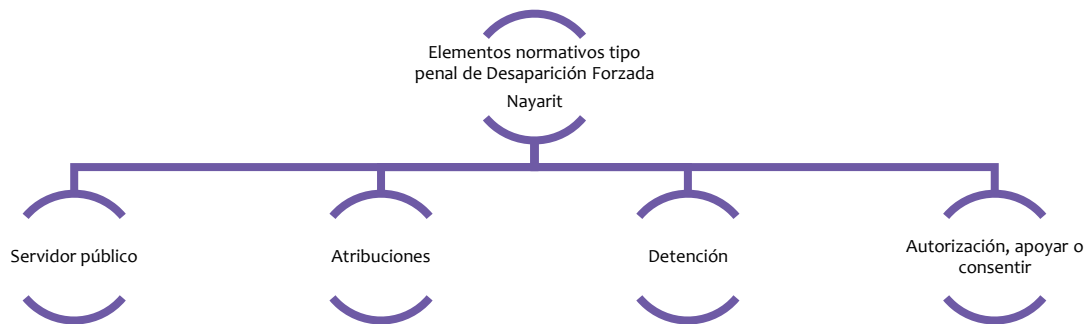 Elementos normativos tipo
penal de Desaparición Forzada
Nayarit
Servidor público
Atribuciones
Detención
Autorización, apoyar o
consentir